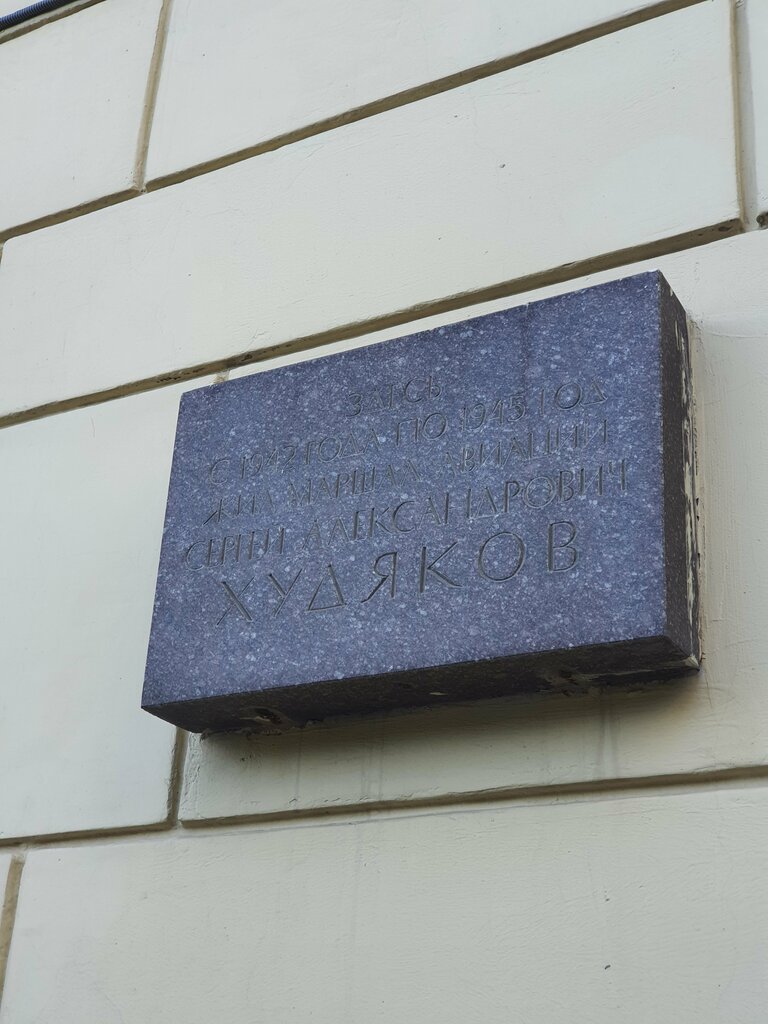 ЗДЕСЬ
С 1942 ГОДА ПО 1945 ГОД
ЖИЛ МАРШАЛ АВИАЦИИ
СЕРГЕЙ АЛЕКСАНДРОВИЧ
ХУДЯКОВ